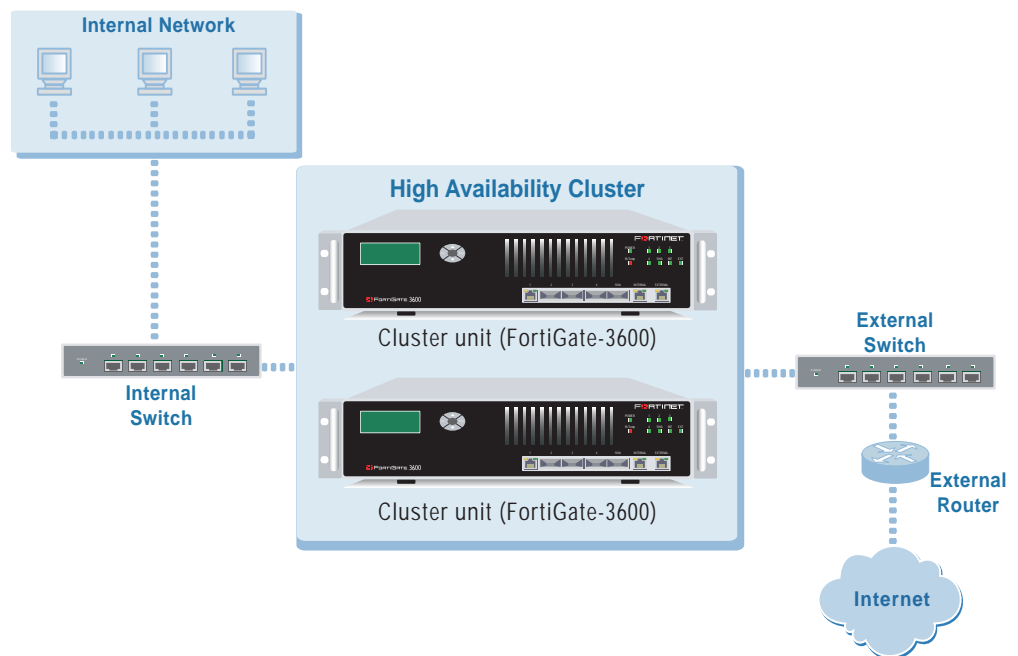 Internal Network
High Availability Cluster
FORTINET
FORTIGATE 3600
Cluster unit (FortiGate-3600)
Internal
Switch
External
Switch
FORTINET
FORTIGATE 3600
Cluster unit (FortiGate-3600)
External
Router
Internet